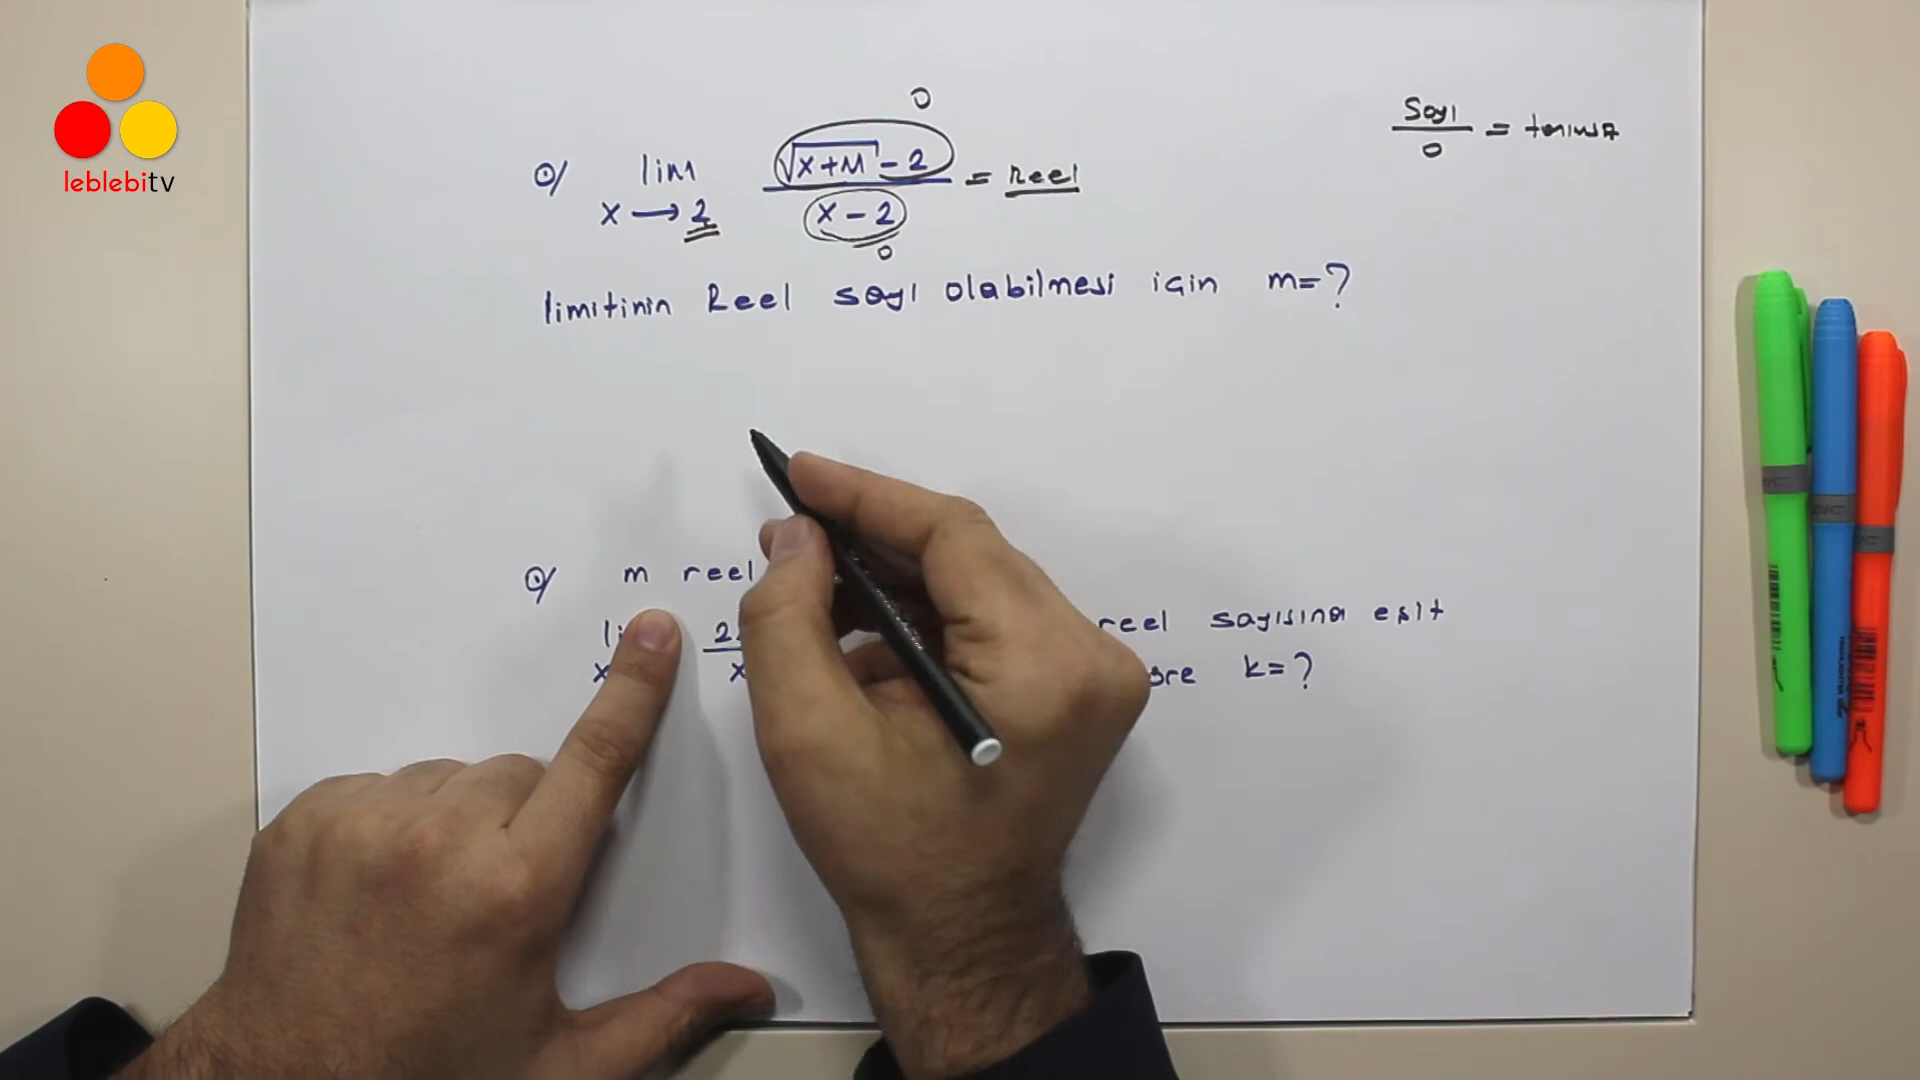 leblebitv
lim √x+M - 2 / x - 2 = Reel
x → 2
0
0
Sayı / 0 = tanımsız
limitinin Reel sayı olabilmesi için m=?
m reel
reel sayısına eşit
k=?